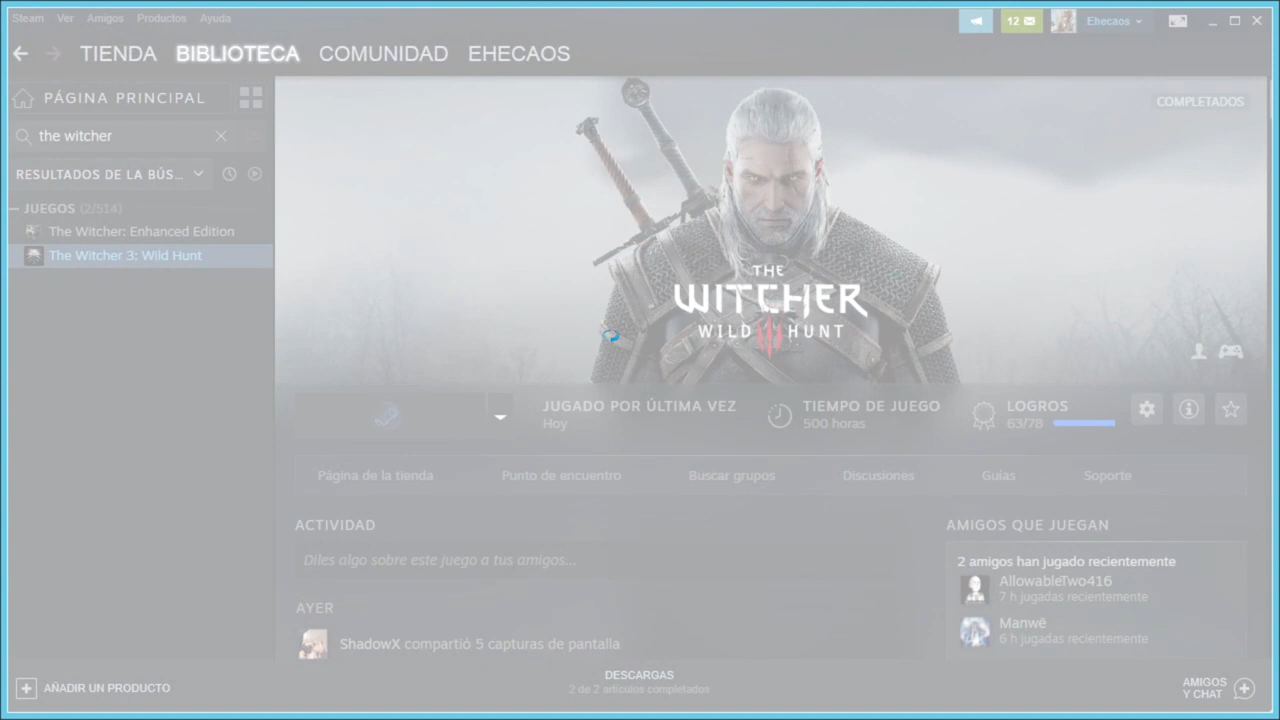 Steam Ver Amigos Productos Ayuda
12
Ehecaos
TIENDA BIBLIOTECA COMUNIDAD EHECAOS
PÁGINA PRINCIPAL
the witcher
RESULTADOS DE LA BÚS...
JUEGOS (2/514)
The Witcher: Enhanced Edition
The Witcher 3: Wild Hunt
COMPLETADOS
THE
WITCHER
WILD HUNT
JUGADO POR ÚLTIMA VEZ
Hoy
TIEMPO DE JUEGO
500 horas
LOGROS
63/78
Página de la tienda Punto de encuentro Buscar grupos Discusiones Guías Soporte
ACTIVIDAD
Diles algo sobre este juego a tus amigos...
AYER
ShadowX compartió 5 capturas de pantalla
AMIGOS QUE JUEGAN
2 amigos han jugado recientemente
AllowableTwo416
7 h jugadas recientemente
Manwë
6 h jugadas recientemente
AÑADIR UN PRODUCTO
DESCARGAS
2 de 2 artículos completados
AMIGOS
Y CHAT